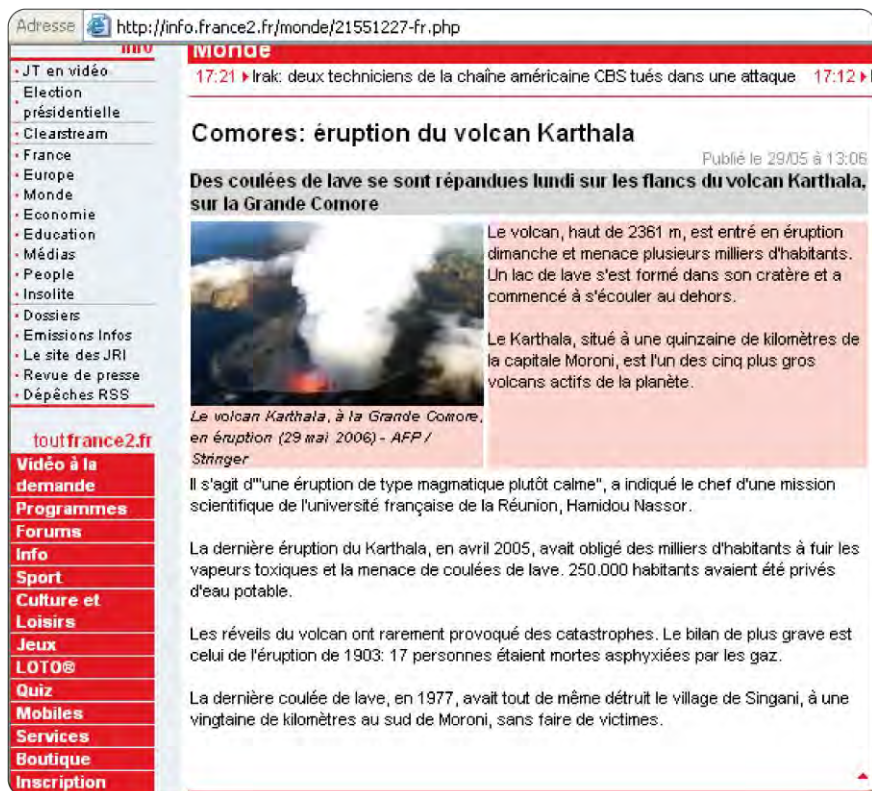 Adresse http://info.france2.fr/monde/21551227-fr.php
Info
JT en vidéo
Election
présidentielle
Clearstream
France
Europe
Monde
Economie
Education
Médias
People
Insolite
Dossiers
Emissions Infos
Le site des JRI
Revue de presse
Dépêches RSS
toutfrance2.fr
Vidéo à la
demande
Programmes
Forums
Info
Sport
Culture et
Loisirs
Jeux
LOTO®
Quiz
Mobiles
Services
Boutique
Inscription
Monde
17:21 Irak: deux techniciens de la chaîne américaine CBS tués dans une attaque 17:12
Comores: éruption du volcan Karthala
Publié le 29/05 à 13:06
Des coulées de lave se sont répandues lundi sur les flancs du volcan Karthala,
sur la Grande Comore
Le volcan Karthala, à la Grande Comore,
en éruption (29 mai 2006) - AFP /
Stringer
Le volcan, haut de 2361 m, est entré en éruption
dimanche et menace plusieurs milliers d'habitants.
Un lac de lave s'est formé dans son cratère et a
commencé à s'écouler au dehors.
Le Karthala, situé à une quinzaine de kilomètres de
la capitale Moroni, est l'un des cinq plus gros
volcans actifs de la planète.
Il s'agit d'"une éruption de type magmatique plutôt calme", a indiqué le chef d'une mission
scientifique de l'université française de la Réunion, Hamidou Nassor.
La dernière éruption du Karthala, en avril 2005, avait obligé des milliers d'habitants à fuir les
vapeurs toxiques et la menace de coulées de lave. 250.000 habitants avaient été privés
d'eau potable.
Les réveils du volcan ont rarement provoqué des catastrophes. Le bilan de plus grave est
celui de l'éruption de 1903: 17 personnes étaient mortes asphyxiées par les gaz.
La dernière coulée de lave, en 1977, avait tout de même détruit le village de Singani, à une
vingtaine de kilomètres au sud de Moroni, sans faire de victimes.